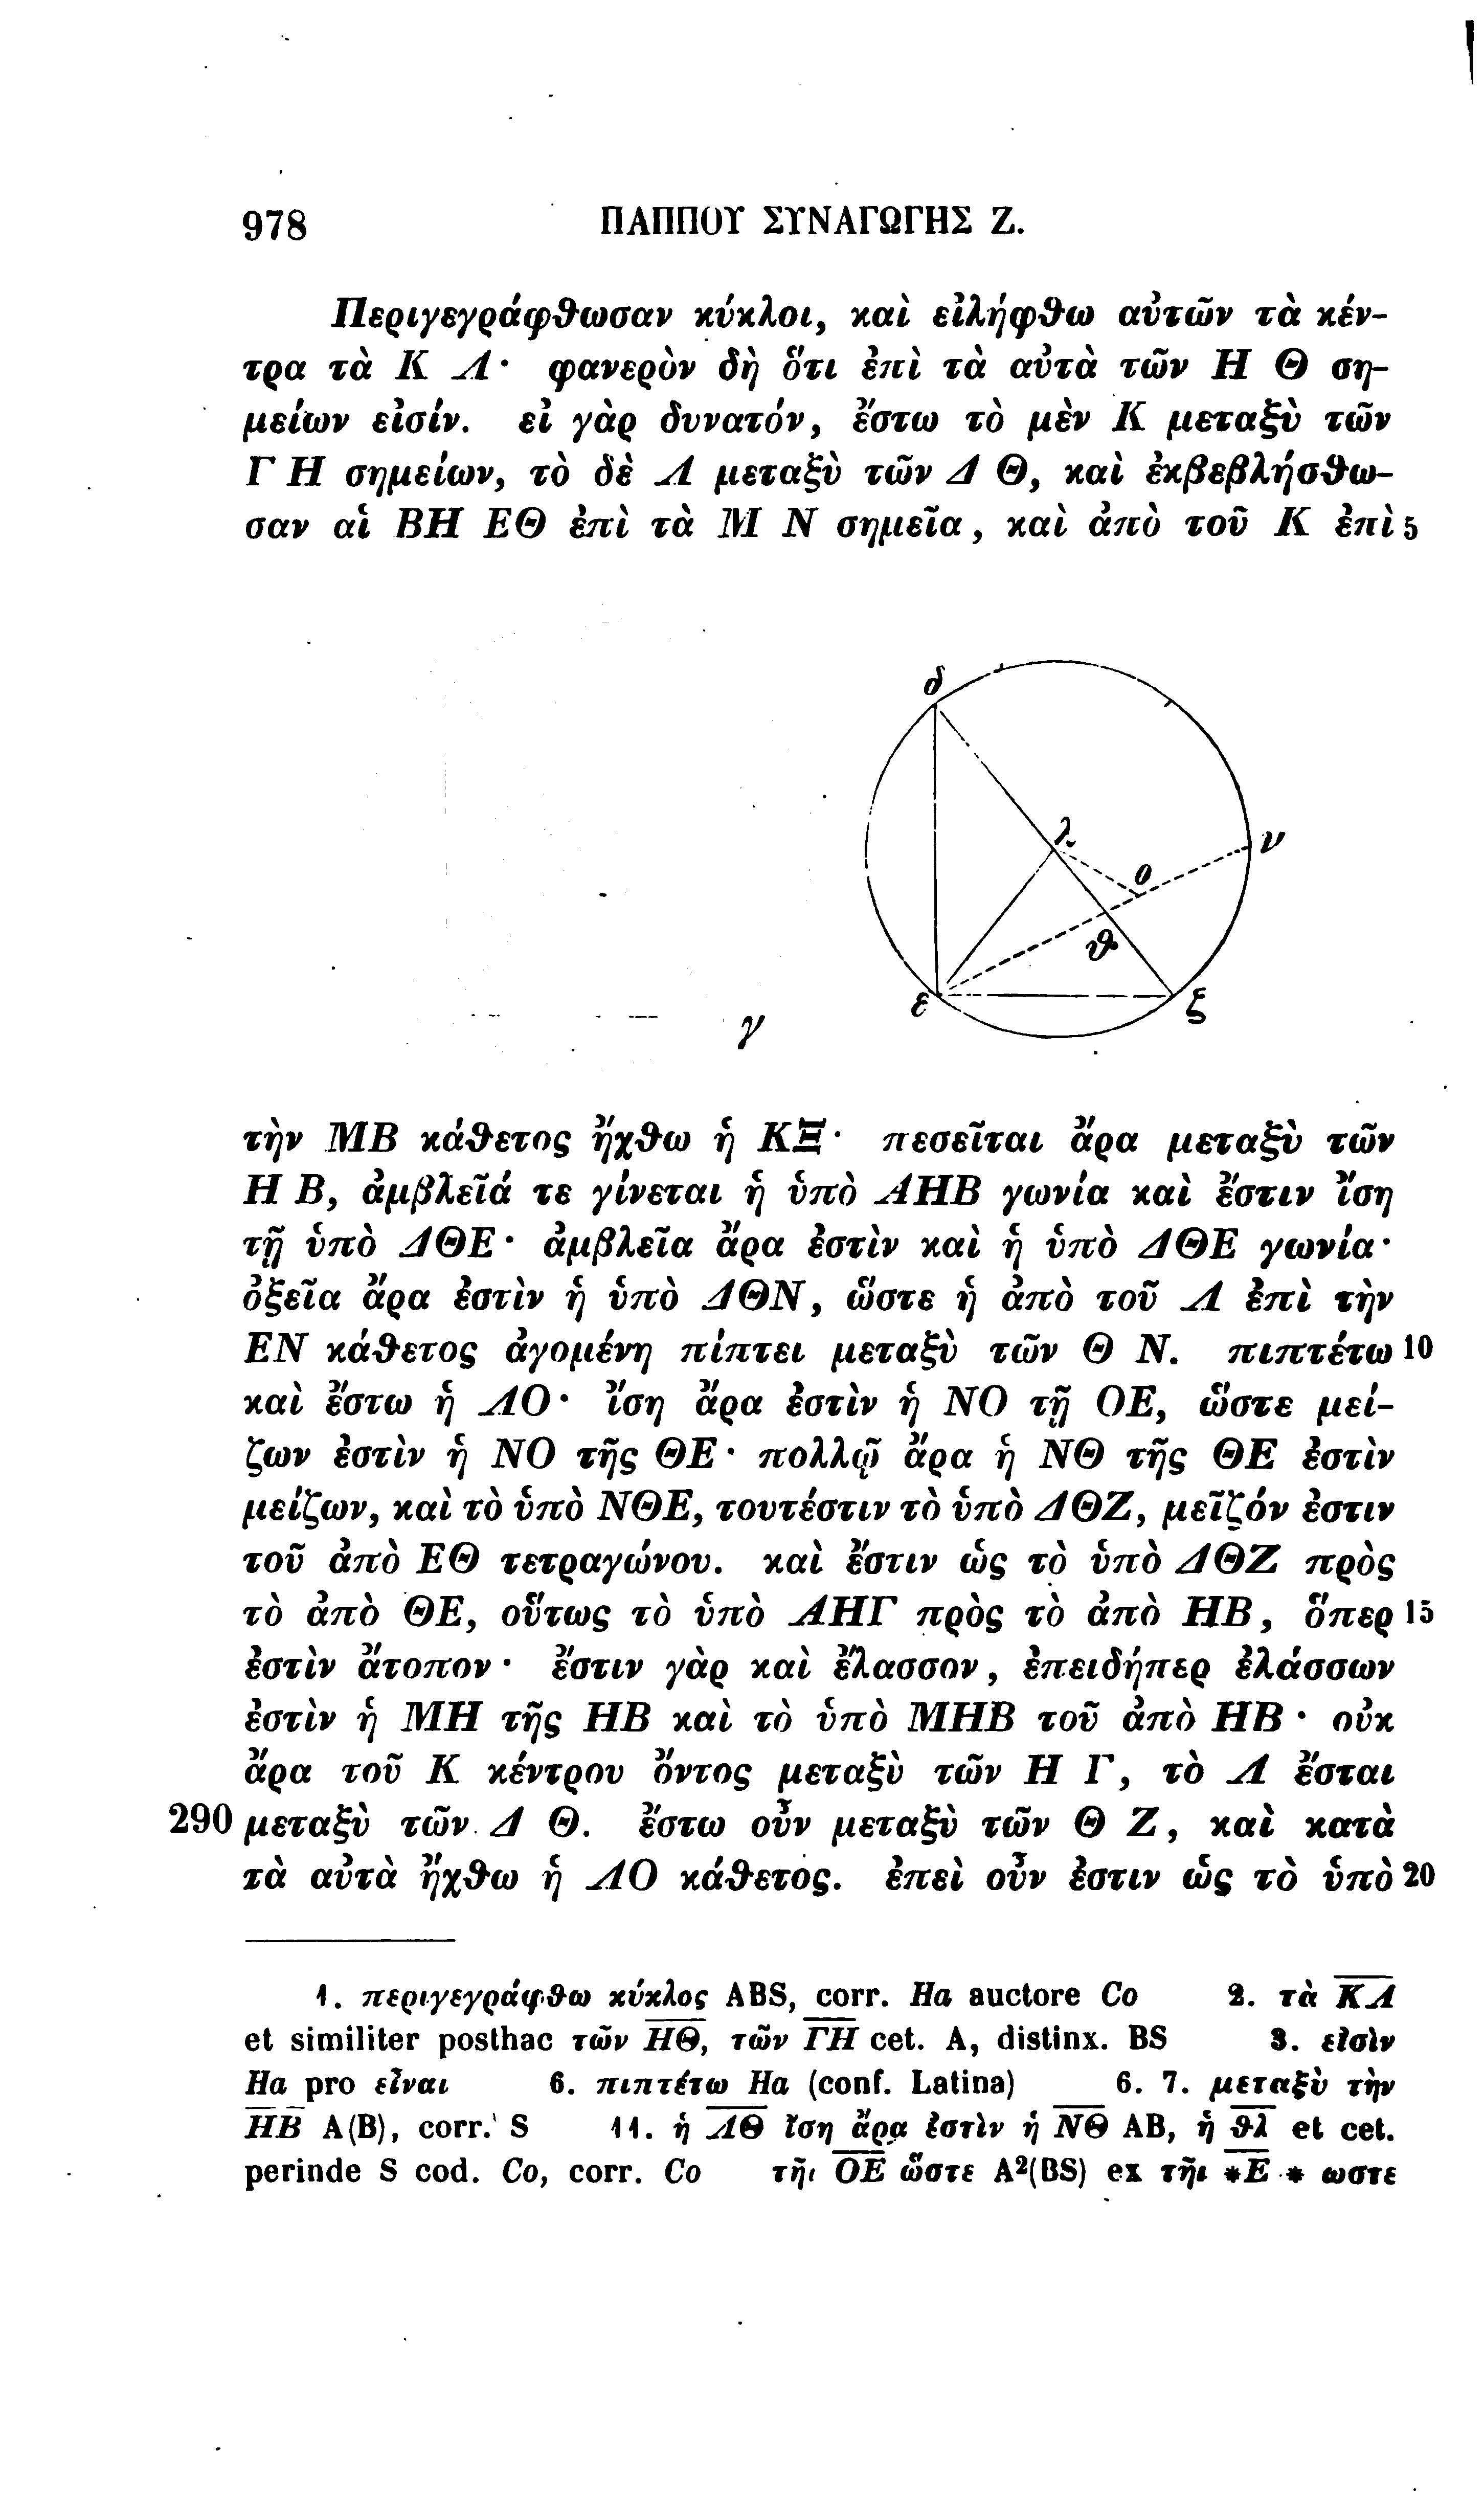 978
ΠΑΠΠΟΥ ΣΥΝΑΓΩΓΗΣ Ζ.
Περιγεγράφθωσαν κύκλοι, καὶ εἰλήφθω αὐτῶν τὰ κέν-
τρα τὰ Κ Λ· φανερὸν δὴ ὅτι ἐπὶ τὰ αὐτὰ τῶν Η Θ ση-
μείων εἰσίν. εἰ γὰρ δυνατόν, ἔστω τὸ μὲν Κ μεταξὺ τῶν
Γ Η σημείων, τὸ δὲ Λ μεταξὺ τῶν Δ Θ, καὶ ἐκβεβλήσθω-
σαν αἱ ΒΗ ΕΘ ἐπὶ τὰ Μ Ν σημεῖα, καὶ ἀπὸ τοῦ Κ ἐπὶ 5
δ
λ
ν
ο
θ
ε
ζ
γ
τὴν ΜΒ κάθετος ἤχθω ἡ ΚΞ· πεσεῖται ἄρα μεταξὺ τῶν
Η Β, ἀμβλεῖά τε γίνεται ἡ ὑπὸ ΑΗΒ γωνία καὶ ἔστιν ἴση
τῇ ὑπὸ ΔΘΕ· ἀμβλεῖα ἄρα ἐστὶν καὶ ἡ ὑπὸ ΔΘΕ γωνία·
ὀξεῖα ἄρα ἐστὶν ἡ ὑπὸ ΔΘΝ, ὥστε ἡ ἀπὸ τοῦ Λ ἐπὶ τὴν
ΕΝ κάθετος ἀγομένη πίπτει μεταξὺ τῶν Θ Ν. πιπτέτω 10
καὶ ἔστω ἡ ΛΟ· ἴση ἄρα ἐστὶν ἡ ΝΟ τῇ ΟΕ, ὥστε μεί-
ζων ἐστὶν ἡ ΝΟ τῆς ΘΕ· πολλῷ ἄρα ἡ ΝΘ τῆς ΘΕ ἐστὶν
μείζων, καὶ τὸ ὑπὸ ΝΘΕ, τουτέστιν τὸ ὑπὸ ΔΘΖ, μεῖζόν ἐστιν
τοῦ ἀπὸ ΕΘ τετραγώνου. καὶ ἔστιν ὡς τὸ ὑπὸ ΔΘΖ πρὸς
τὸ ἀπὸ ΘΕ, οὕτως τὸ ὑπὸ ΑΗΓ πρὸς τὸ ἀπὸ ΗΒ, ὅπερ 15
ἐστὶν ἄτοπον· ἔστιν γὰρ καὶ ἔλασσον, ἐπειδήπερ ἐλάσσων
ἐστὶν ἡ ΜΗ τῆς ΗΒ καὶ τὸ ὑπὸ ΜΗΒ τοῦ ἀπὸ ΗΒ· οὐκ
ἄρα τοῦ Κ κέντρου ὄντος μεταξὺ τῶν Η Γ, τὸ Λ ἔσται
290 μεταξὺ τῶν Δ Θ. ἔστω οὖν μεταξὺ τῶν Θ Ζ, καὶ κατὰ
τὰ αὐτὰ ἤχθω ἡ ΛΟ κάθετος. ἐπεὶ οὖν ἐστιν ὡς τὸ ὑπὸ 20
1. περιγεγράφθω κύκλος ABS, corr. Ha auctore Co 2. τὰ Κ̅Λ̅
et similiter posthac τῶν Η̅Θ̅, τῶν Γ̅Η̅ cet. A, distinx. BS 3. εἰσὶν
Ha pro εἶναι 6. πιπτέτω Ha (conf. Latina) 6. 7. μεταξὺ τὴν
Η̅Β̅ A(B), corr. S 11. ἡ Λ̅Θ̅ ἴση ἄρα ἐστὶν ἡ Ν̅Θ̅ AB, ἡ θ̅λ̅ et cet.
perinde S cod. Co, corr. Co τῆι Ο̅Ε̅ ὥστε A²(BS) ex τῆι *Ε̅ * ωστε